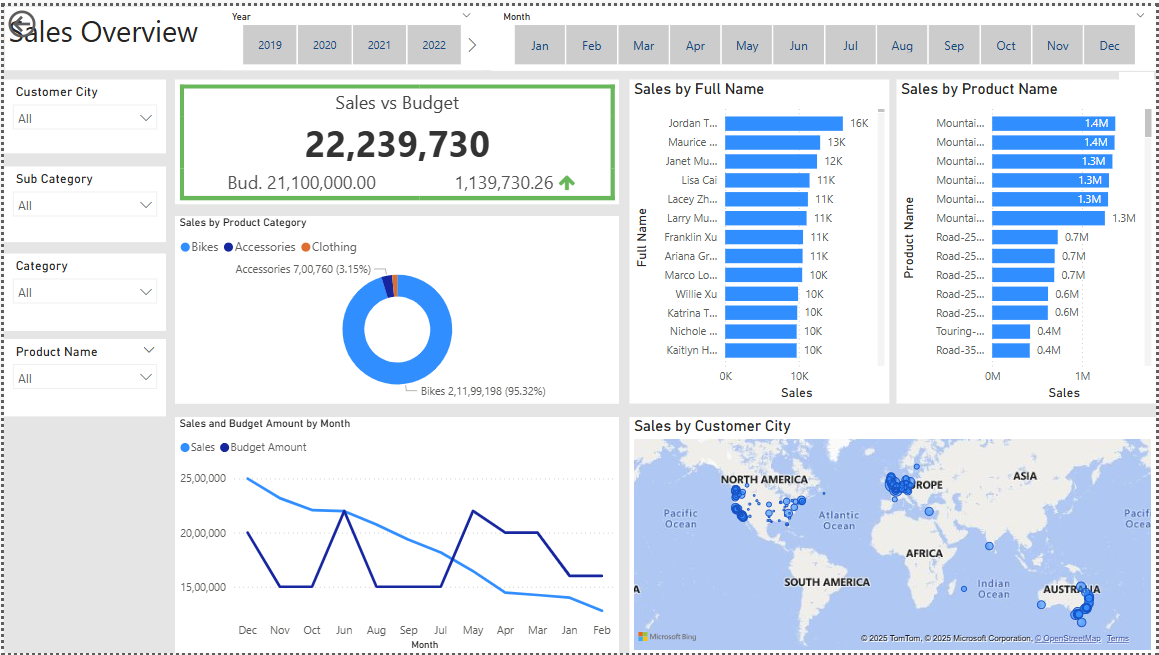 Sales Overview
Year
2019 2020 2021 2022
Month
Jan Feb Mar Apr May Jun Jul Aug Sep Oct Nov Dec
Customer City
All
Sub Category
All
Category
All
Product Name
All
Sales vs Budget
22,239,730
Bud. 21,100,000.00 1,139,730.26
Sales by Product Category
Bikes Accessories Clothing
Accessories 7,00,760 (3.15%)
Bikes 2,11,99,198 (95.32%)
Sales by Full Name
Full Name
Jordan T... 16K
Maurice ... 13K
Janet Mu... 12K
Lisa Cai 11K
Lacey Zh... 11K
Larry Mu... 11K
Franklin Xu 11K
Ariana Gr... 11K
Marco Lo... 10K
Willie Xu 10K
Katrina T... 10K
Nichole ... 10K
Kaitlyn H... 10K
0K 10K
Sales
Sales by Product Name
Product Name
Mountai... 1.4M
Mountai... 1.4M
Mountai... 1.3M
Mountai... 1.3M
Mountai... 1.3M
Mountai... 1.3M
Road-25... 0.7M
Road-25... 0.7M
Road-25... 0.7M
Road-25... 0.6M
Road-25... 0.6M
Touring-... 0.4M
Road-35... 0.4M
0M 1M
Sales
Sales and Budget Amount by Month
Sales Budget Amount
25,00,000
20,00,000
15,00,000
Dec Nov Oct Jun Aug Sep Jul May Apr Mar Jan Feb
Month
Sales by Customer City
NORTH AMERICA
ASIA
Pacific
Ocean
Atlantic
Ocean
AFRICA
SOUTH AMERICA
Indian
Ocean
Microsoft Bing
© 2025 TomTom, © 2025 Microsoft Corporation, © OpenStreetMap Terms